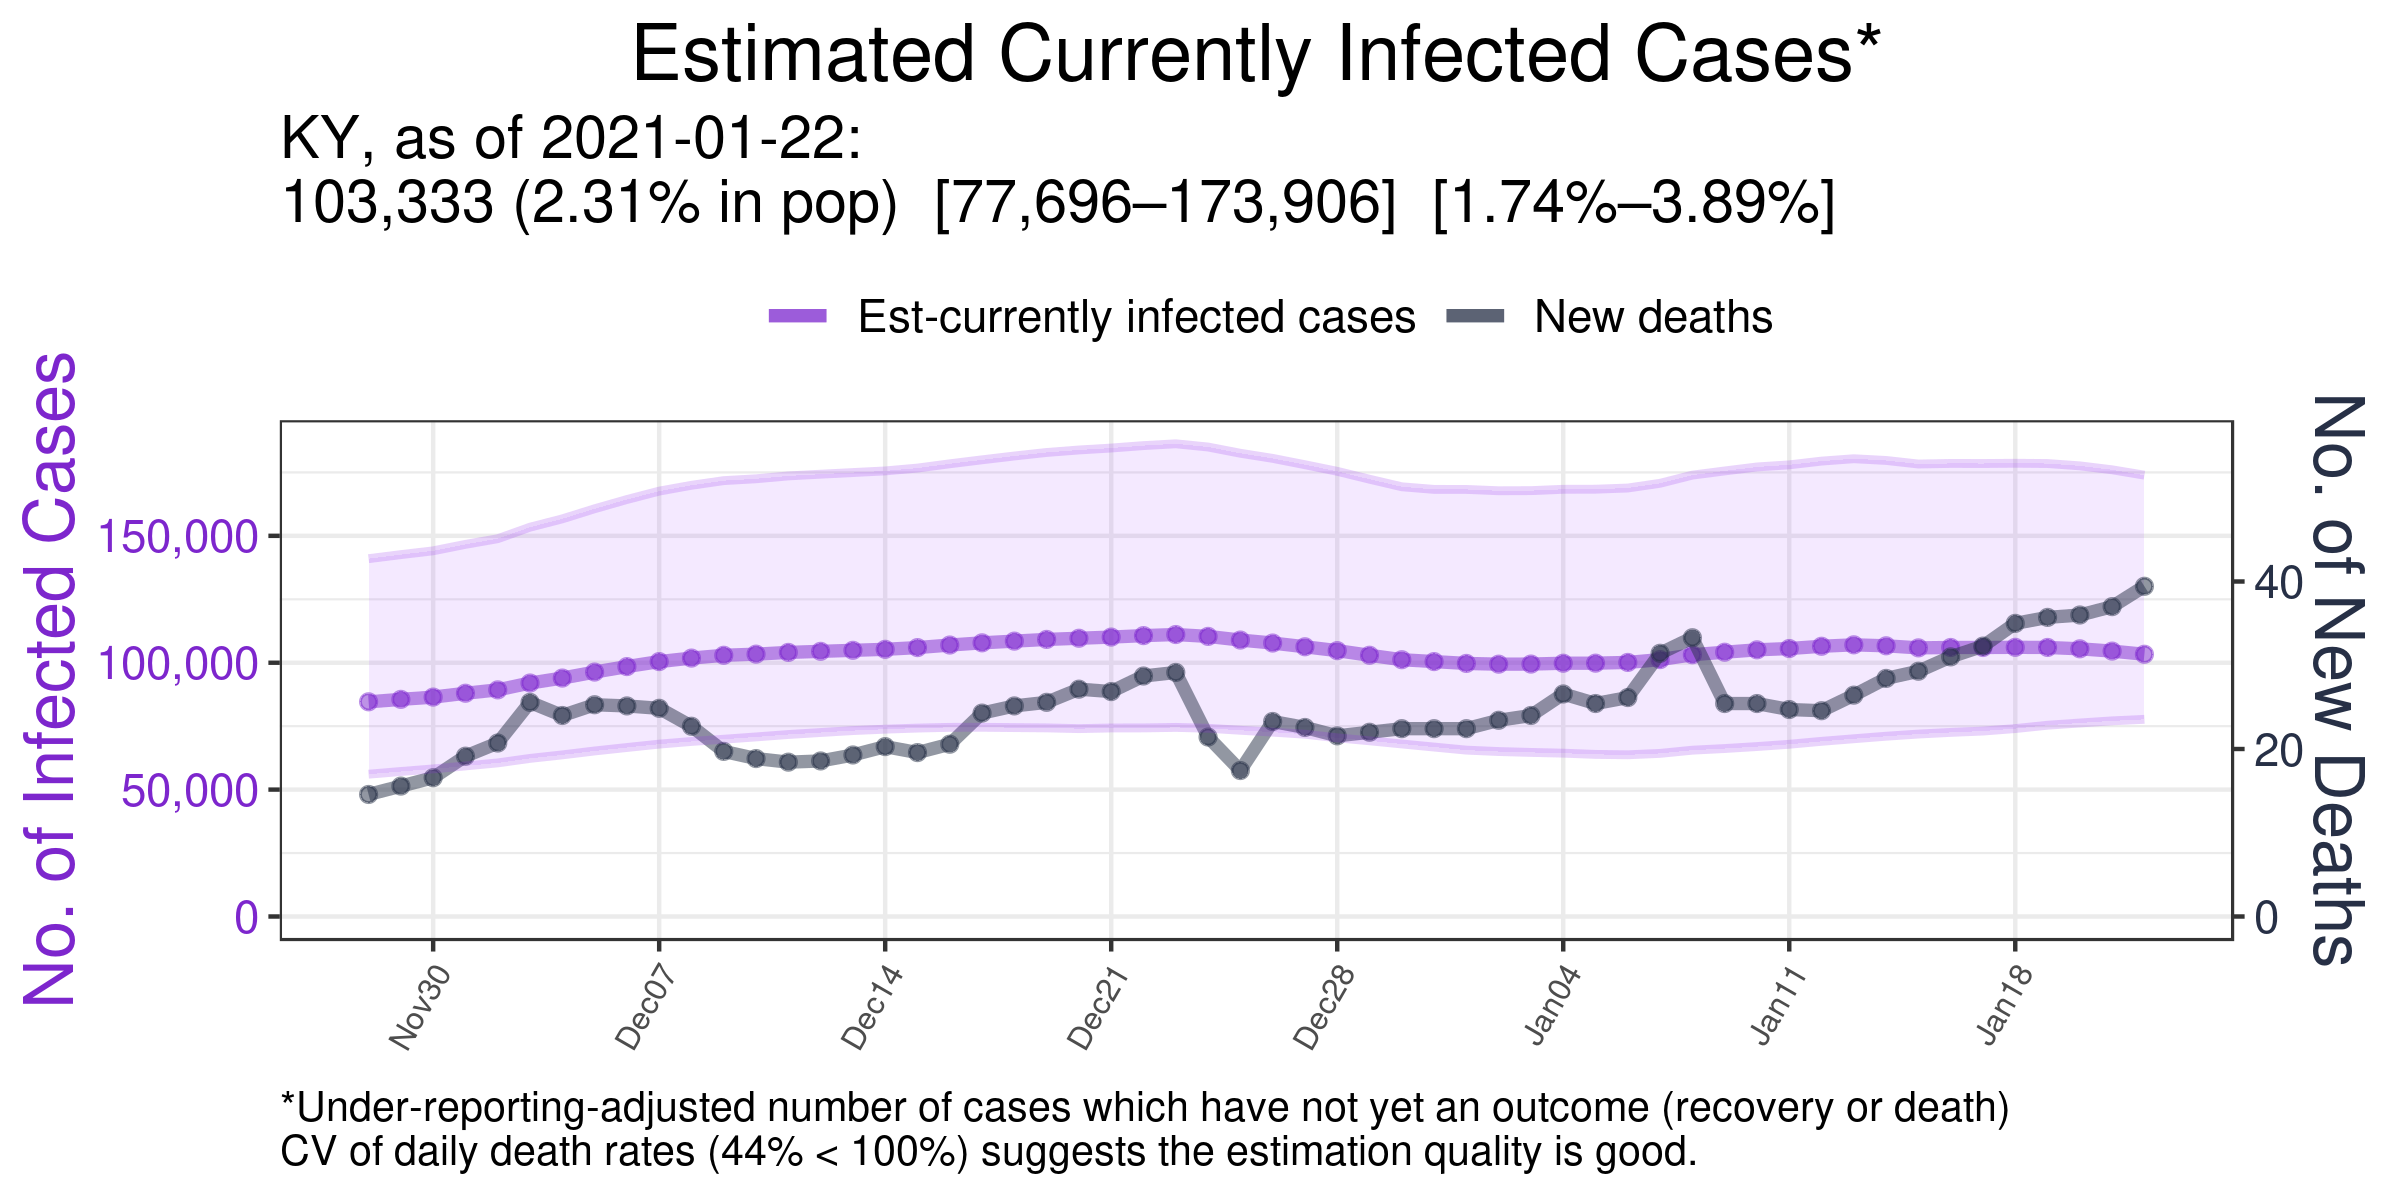 Estimated Currently Infected Cases*
KY, as of 2021-01-22:
103,333 (2.31% in pop)  [77,696–173,906]  [1.74%–3.89%]
Est-currently infected cases
New deaths
No. of Infected Cases
150,000
100,000
50,000
0
40
20
0
No. of New Deaths
Nov30
Dec07
Dec14
Dec21
Dec28
Jan04
Jan11
Jan18
*Under-reporting-adjusted number of cases which have not yet an outcome (recovery or death)
CV of daily death rates (44% < 100%) suggests the estimation quality is good.